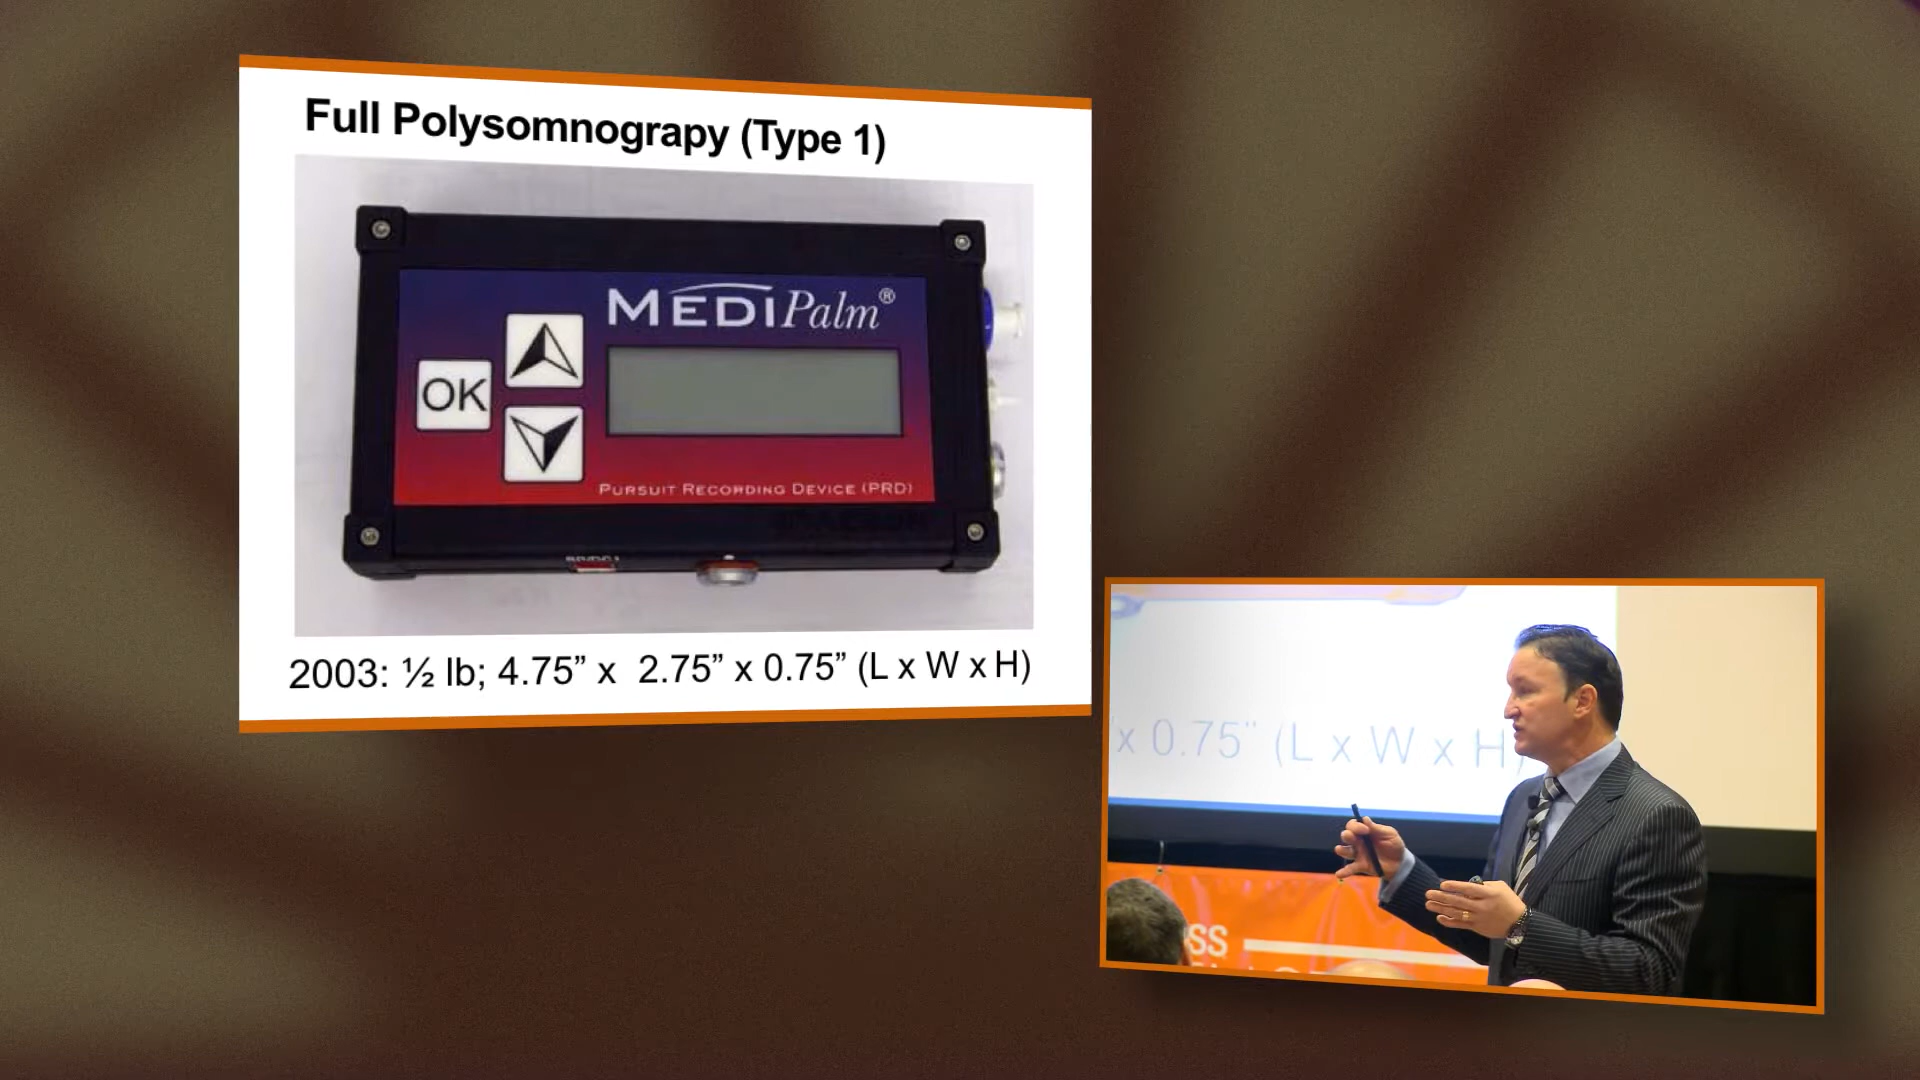 Full Polysomnograpy (Type 1)
MEDIPalm®
OK
PURSUIT RECORDING DEVICE (PRD)
2003: ½ lb; 4.75” x 2.75” x 0.75” (L x W x H)
x 0.75” (L x W x H)
SS